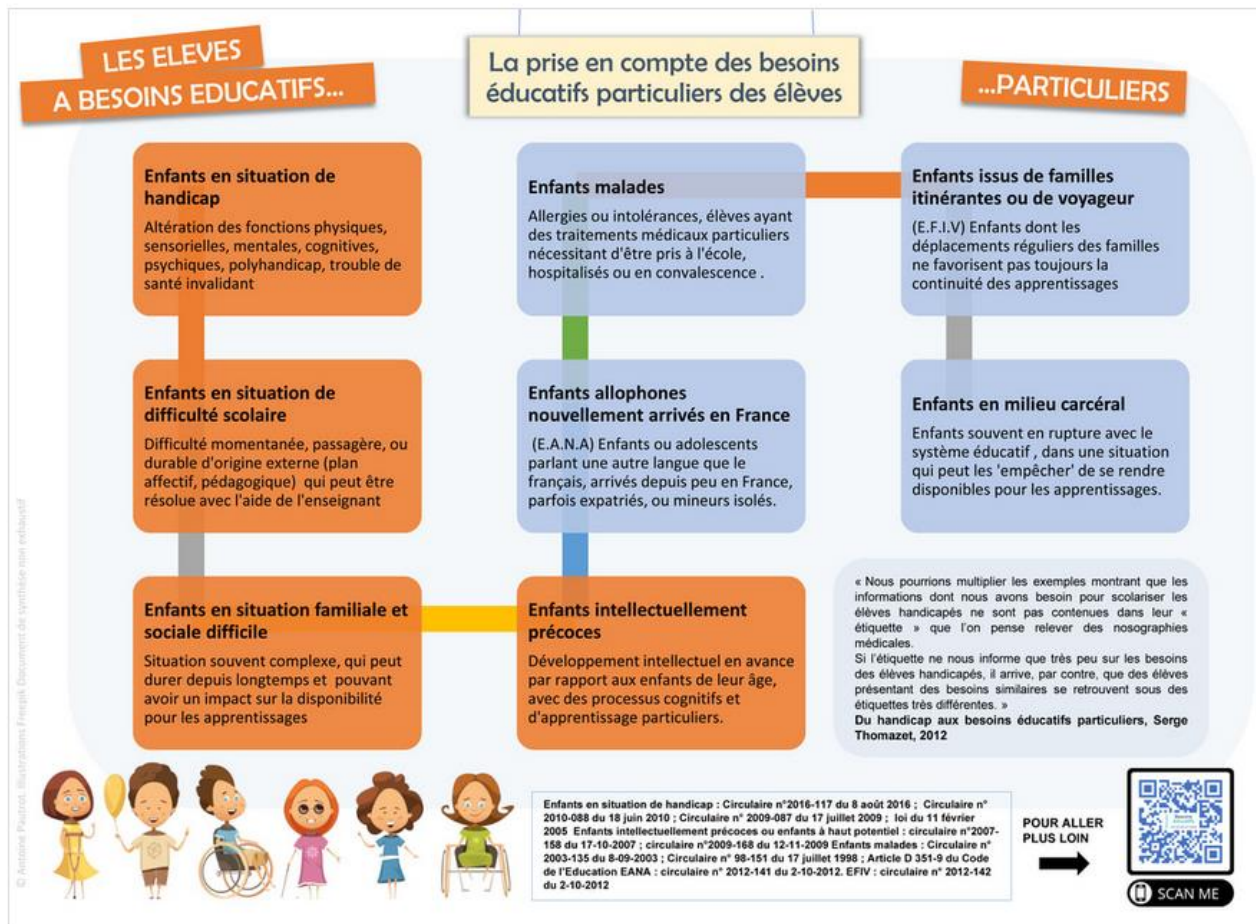 LES ELEVES
A BESOINS EDUCATIFS...
La prise en compte des besoins
éducatifs particuliers des élèves
...PARTICULIERS
Enfants en situation de
handicap
Altération des fonctions physiques,
sensorielles, mentales, cognitives,
psychiques, polyhandicap, trouble de
santé invalidant
Enfants en situation de
difficulté scolaire
Difficulté momentanée, passagère, ou
durable d'origine externe (plan
affectif, pédagogique) qui peut être
résolue avec l'aide de l'enseignant
Enfants en situation familiale et
sociale difficile
Situation souvent complexe, qui peut
durer depuis longtemps et pouvant
avoir un impact sur la disponibilité
pour les apprentissages
Enfants intellectuellement
précoces
Développement intellectuel en avance
par rapport aux enfants de leur âge,
avec des processus cognitifs et
d'apprentissage particuliers.
Enfants allophones
nouvellement arrivés en France
(E.A.N.A) Enfants ou adolescents
parlant une autre langue que le
français, arrivés depuis peu en France,
parfois expatriés, ou mineurs isolés.
Enfants malades
Allergies ou intolérances, élèves ayant
des traitements médicaux particuliers
nécessitant d'être pris à l'école,
hospitalisés ou en convalescence .
Enfants issus de familles
itinérantes ou de voyageur
(E.F.I.V) Enfants dont les
déplacements réguliers des familles
ne favorisent pas toujours la
continuité des apprentissages
Enfants en milieu carcéral
Enfants souvent en rupture avec le
système éducatif , dans une situation
qui peut les 'empêcher' de se rendre
disponibles pour les apprentissages.
« Nous pourrions multiplier les exemples montrant que les
informations dont nous avons besoin pour scolariser les
élèves handicapés ne sont pas contenues dans leur «
étiquette » que l'on pense relever des nosographies
médicales.
Si l'étiquette ne nous informe que très peu sur les besoins
des élèves handicapés, il arrive, par contre, que des élèves
présentant des besoins similaires se retrouvent sous des
étiquettes très différentes. »
Du handicap aux besoins éducatifs particuliers, Serge
Thomazet, 2012
Enfants en situation de handicap : Circulaire n°2016-117 du 8 août 2016 ; Circulaire n°
2010-088 du 18 juin 2010 ; Circulaire n° 2009-087 du 17 juillet 2009 ; loi du 11 février
2005 Enfants intellectuellement précoces ou enfants à haut potentiel : circulaire n°2007-
158 du 17-10-2007 ; circulaire n°2009-168 du 12-11-2009 Enfants malades : Circulaire n°
2003-135 du 8-09-2003 ; Circulaire n° 98-151 du 17 juillet 1998 ; Article D 351-9 du Code
de l'Education EANA : circulaire n° 2012-141 du 2-10-2012. EFIV : circulaire n° 2012-142
du 2-10-2012
POUR ALLER
PLUS LOIN
SCAN ME
© Antoine Pautrot. Illustrations Freepik Document de synthèse non exhaustif